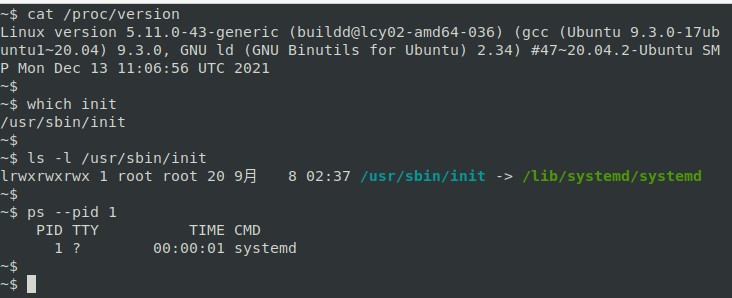 ~$ cat /proc/version
Linux version 5.11.0-43-generic (buildd@lcy02-amd64-036) (gcc (Ubuntu 9.3.0-17ub
untu1~20.04) 9.3.0, GNU ld (GNU Binutils for Ubuntu) 2.34) #47~20.04.2-Ubuntu SM
P Mon Dec 13 11:06:56 UTC 2021
~$
~$ which init
/usr/sbin/init
~$
~$ ls -l /usr/sbin/init
lrwxrwxrwx 1 root root 20 9月   8 02:37 /usr/sbin/init -> /lib/systemd/systemd
~$
~$ ps --pid 1
    PID TTY          TIME CMD
      1 ?        00:00:01 systemd
~$
~$